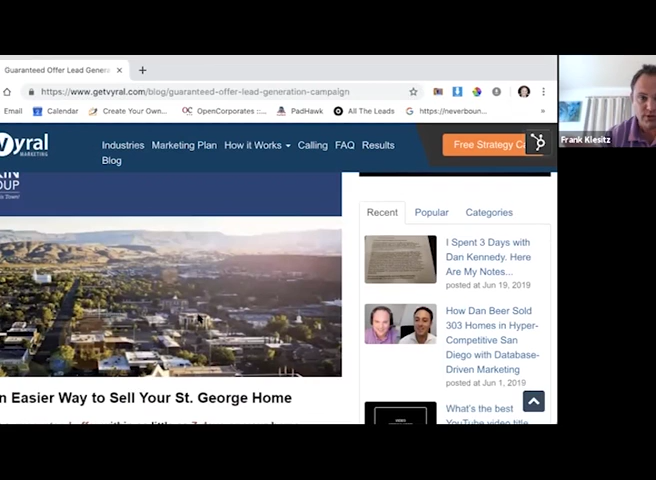 Guaranteed Offer Lead Genera
https://www.getvyral.com/blog/guaranteed-offer-lead-generation-campaign
Email Calendar Create Your Own... OpenCorporates ::... PadHawk All The Leads https://neverboun... »
vyral
MARKETING
Industries Marketing Plan How it Works Calling FAQ Results
Blog
Free Strategy Ca
Frank Klesitz
KIN
OUP
Recent Popular Categories
I Spent 3 Days with
Dan Kennedy. Here
Are My Notes...
posted at Jun 19, 2019
How Dan Beer Sold
303 Homes in Hyper-
Competitive San
Diego with Database-
Driven Marketing
posted at Jun 1, 2019
n Easier Way to Sell Your St. George Home
What's the best
YouTube video title